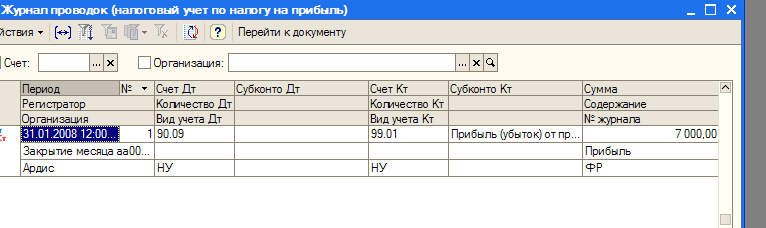 Журнал проводок (налоговый учет по налогу на прибыль)
Перейти к документу
Счет: ... Организация: ...
Период № Счет Дт Субконто Дт Счет Кт Субконто Кт Сумма
Регистратор Количество Дт Количество Кт Содержание
Организация Вид учета Дт Вид учета Кт № журнала
31.01.2008 12:00... 1 90.09 99.01 Прибыль (убыток) от пр... 7 000,00
Закрытие месяца аа00... Прибыль
Ардис НУ НУ ФР